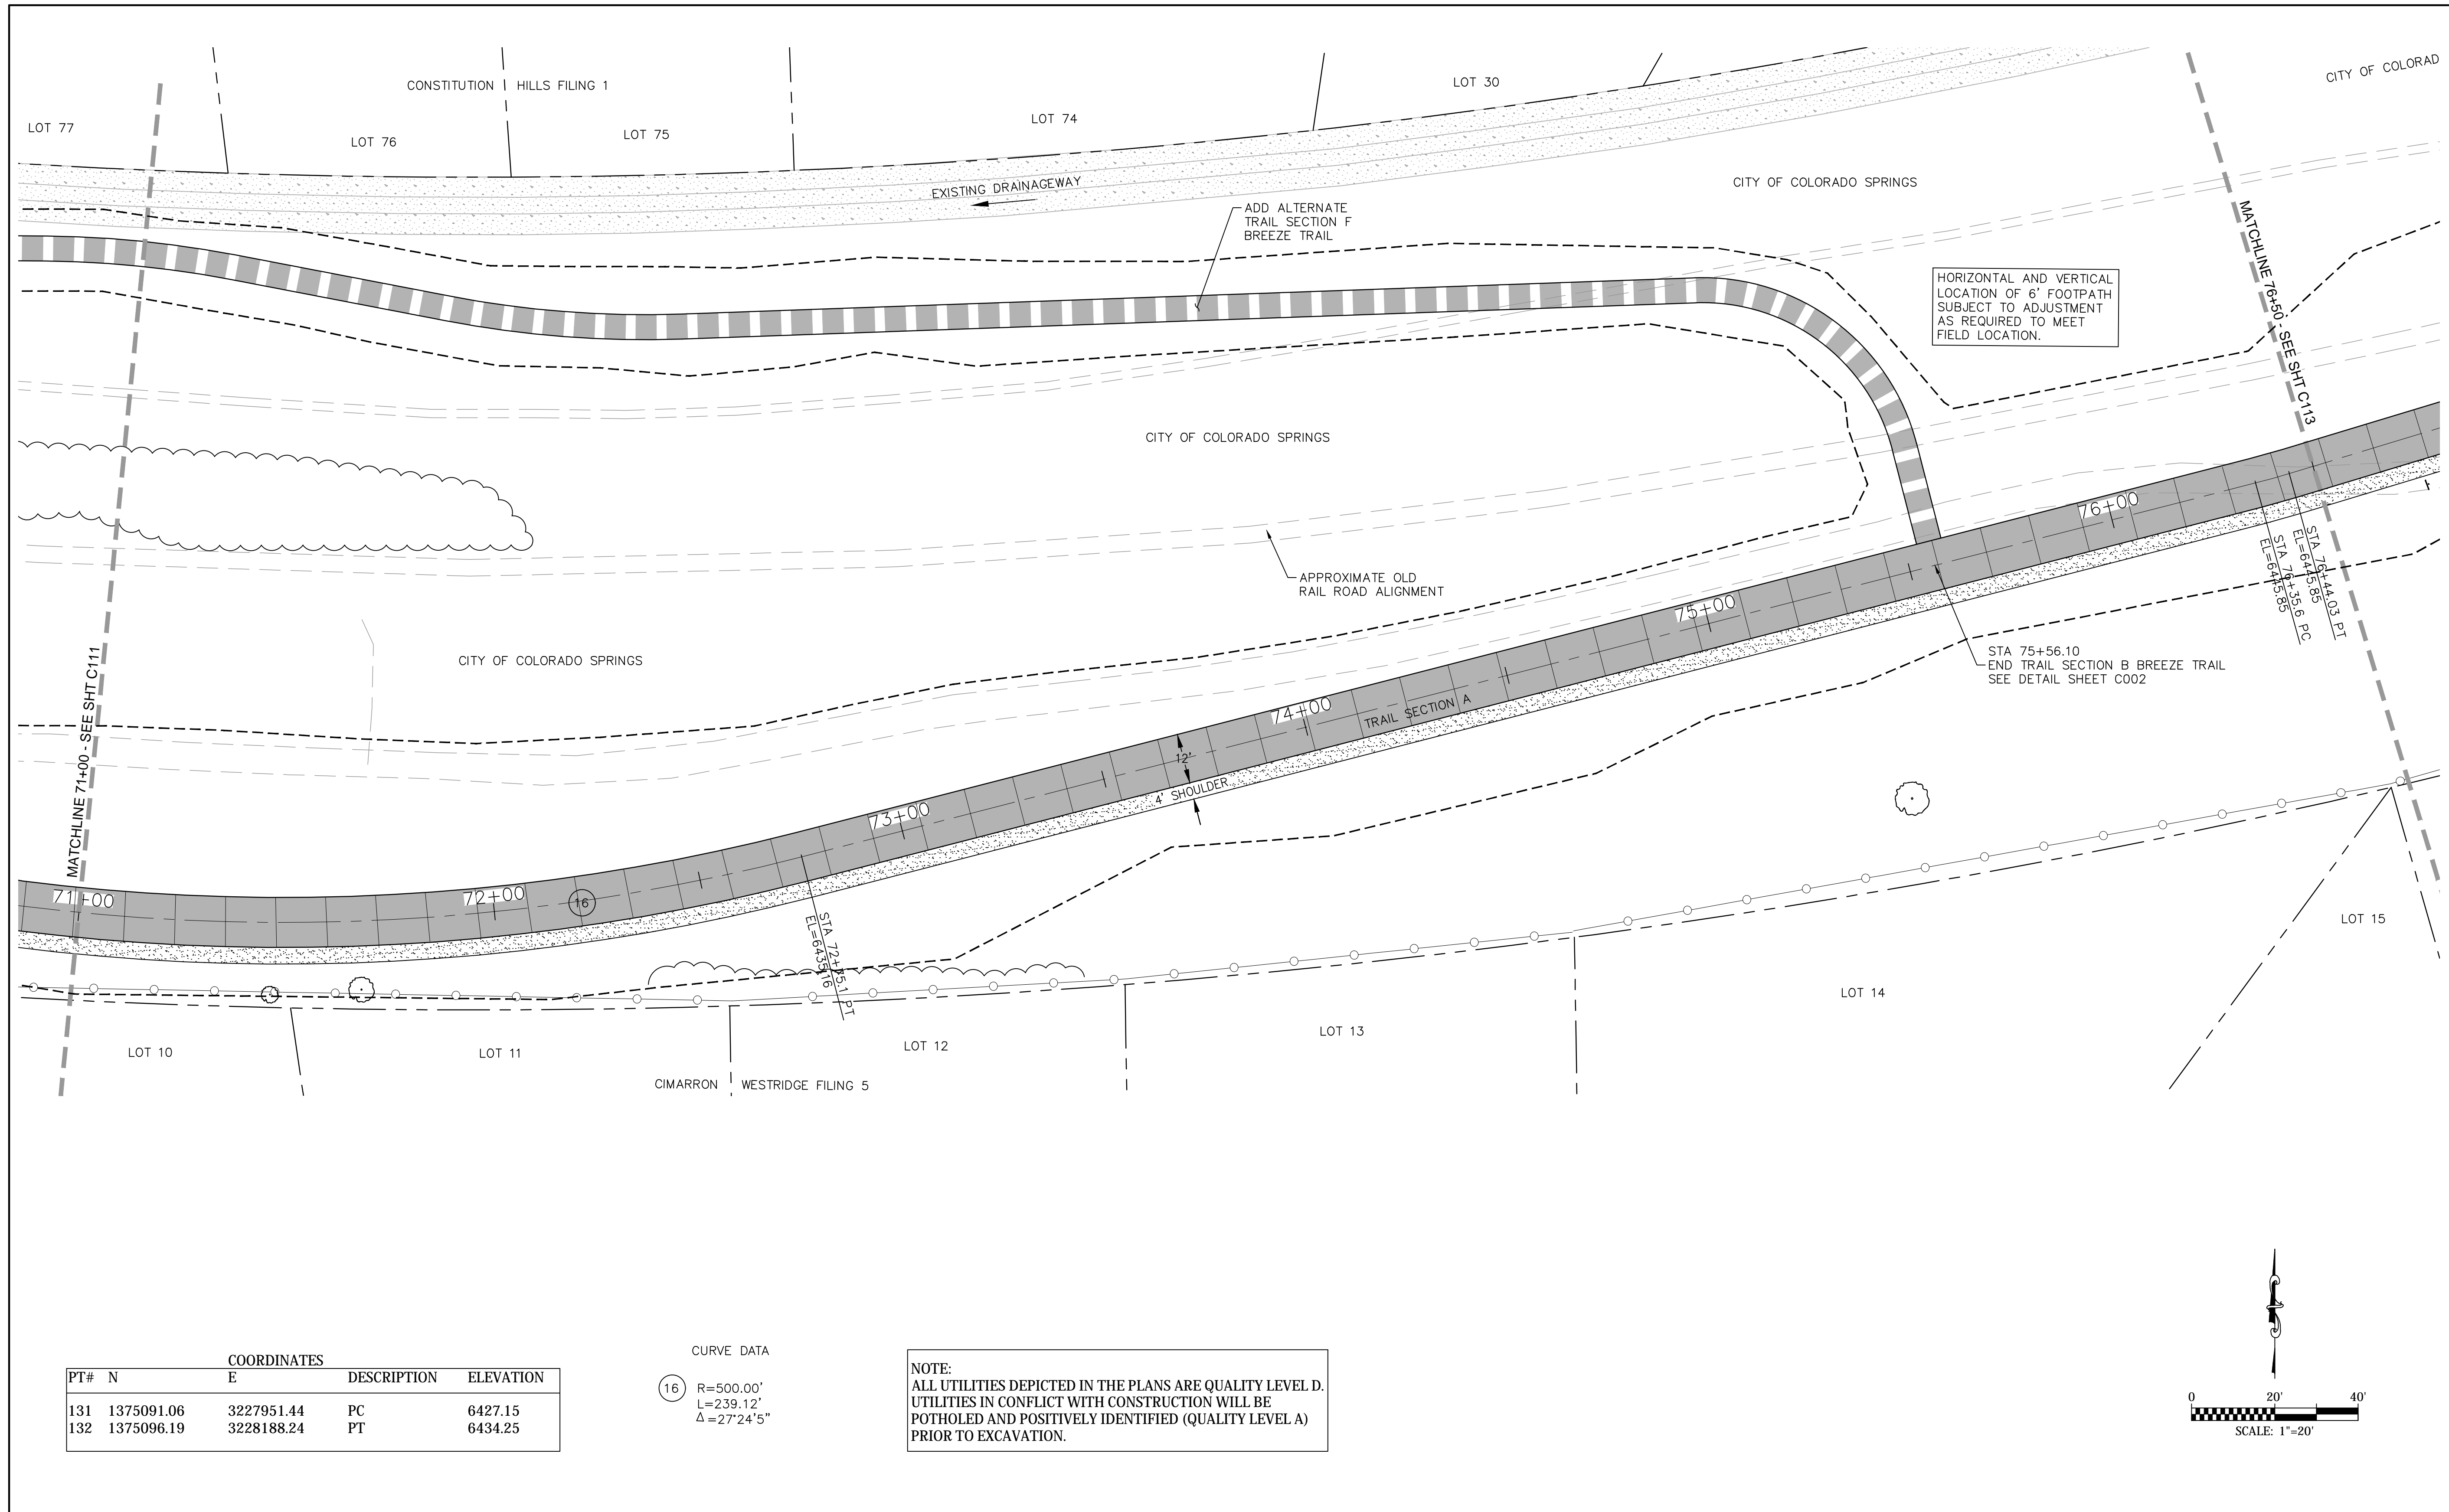 CONSTITUTION HILLS FILING 1
LOT 77
LOT 76
LOT 75
LOT 74
LOT 30
CITY OF COLORAD
EXISTING DRAINAGEWAY
CITY OF COLORADO SPRINGS
ADD ALTERNATE
TRAIL SECTION F
BREEZE TRAIL
HORIZONTAL AND VERTICAL
LOCATION OF 6' FOOTPATH
SUBJECT TO ADJUSTMENT
AS REQUIRED TO MEET
FIELD LOCATION.
MATCHLINE 76+50 - SEE SHT C113
CITY OF COLORADO SPRINGS
APPROXIMATE OLD
RAIL ROAD ALIGNMENT
CITY OF COLORADO SPRINGS
MATCHLINE 71+00 - SEE SHT C111
71+00
72+00
73+00
74+00
75+00
76+00
TRAIL SECTION A
12'
4' SHOULDER
16
STA 72+75.1 PT
EL=6435.16
STA 75+56.10
END TRAIL SECTION B BREEZE TRAIL
SEE DETAIL SHEET C002
STA 76+35.6 PC
EL=6445.85
STA 76+44.03 PT
EL=6445.85
LOT 10
LOT 11
LOT 12
LOT 13
LOT 14
LOT 15
CIMARRON WESTRIDGE FILING 5
COORDINATES
PT# N E DESCRIPTION ELEVATION
131 1375091.06 3227951.44 PC 6427.15
132 1375096.19 3228188.24 PT 6434.25
CURVE DATA
16 R=500.00'
L=239.12'
Δ=27°24'5"
NOTE:
ALL UTILITIES DEPICTED IN THE PLANS ARE QUALITY LEVEL D.
UTILITIES IN CONFLICT WITH CONSTRUCTION WILL BE
POTHOLED AND POSITIVELY IDENTIFIED (QUALITY LEVEL A)
PRIOR TO EXCAVATION.
0 20' 40'
SCALE: 1"=20'